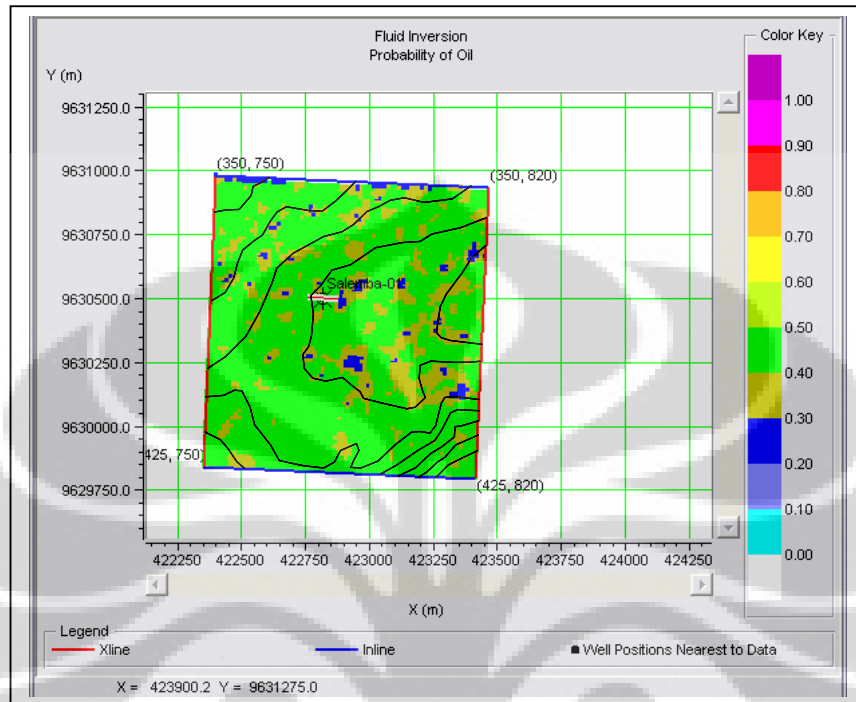 Fluid Inversion
Probability of Oil
Color Key
Y (m)
1.00
0.90
0.80
0.70
0.60
0.50
0.40
0.30
0.20
0.10
0.00
9631250.0
9631000.0
9630750.0
9630500.0
9630250.0
9630000.0
9629750.0
(350, 750)
(350, 820)
Salemba-01
425, 750)
(425, 820)
422250 422500 422750 423000 423250 423500 423750 424000 424250
X (m)
Legend
Xline
Inline
Well Positions Nearest to Data
X = 423900.2 Y = 9631275.0